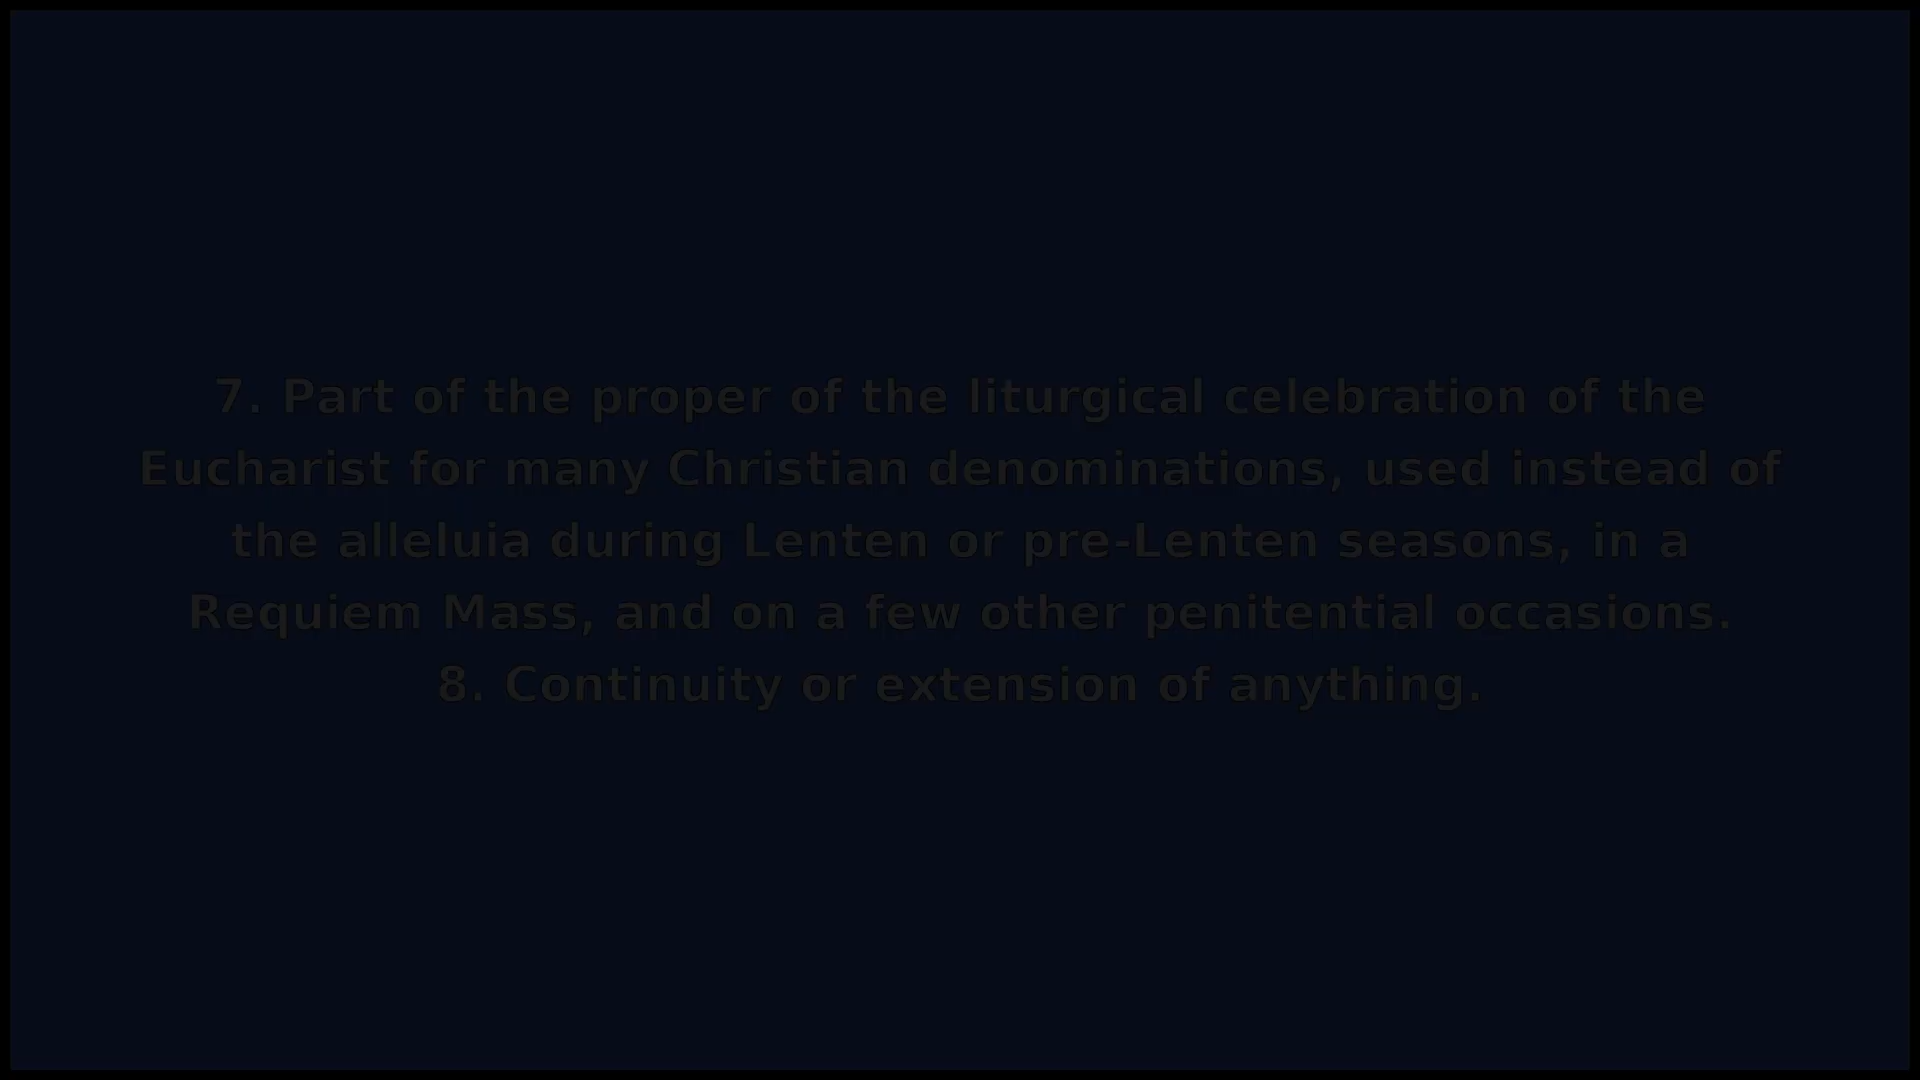 7. Part of the proper of the liturgical celebration of the
Eucharist for many Christian denominations, used instead of
the alleluia during Lenten or pre-Lenten seasons, in a
Requiem Mass, and on a few other penitential occasions.
8. Continuity or extension of anything.